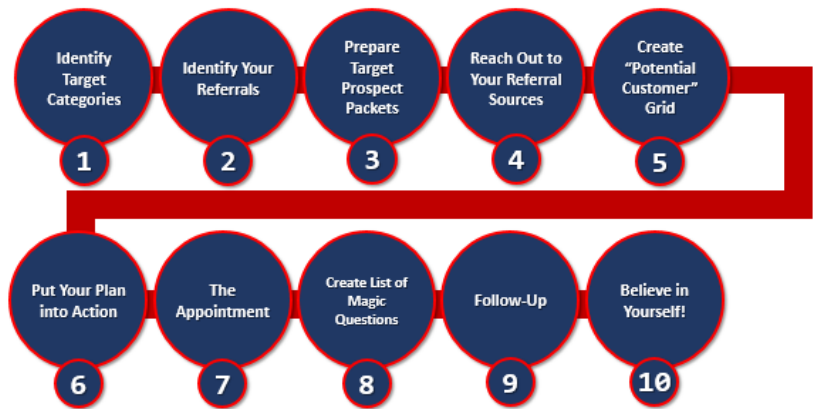 Identify
Target
Categories
1
Identify Your
Referrals
2
Prepare
Target
Prospect
Packets
3
Reach Out to
Your Referral
Sources
4
Create
“Potential
Customer”
Grid
5
Put Your Plan
into Action
6
The
Appointment
7
Create List of
Magic
Questions
8
Follow-Up
9
Believe in
Yourself!
10